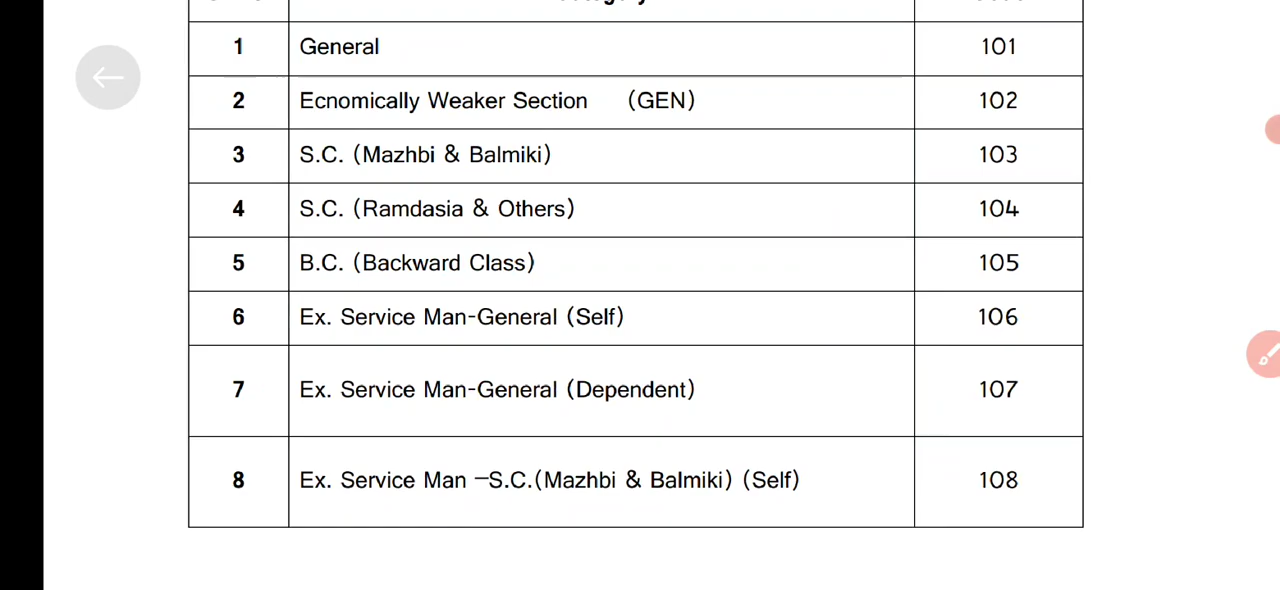 1 General 101
2 Ecnomically Weaker Section (GEN) 102
3 S.C. (Mazhbi & Balmiki) 103
4 S.C. (Ramdasia & Others) 104
5 B.C. (Backward Class) 105
6 Ex. Service Man-General (Self) 106
7 Ex. Service Man-General (Dependent) 107
8 Ex. Service Man –S.C.(Mazhbi & Balmiki) (Self) 108